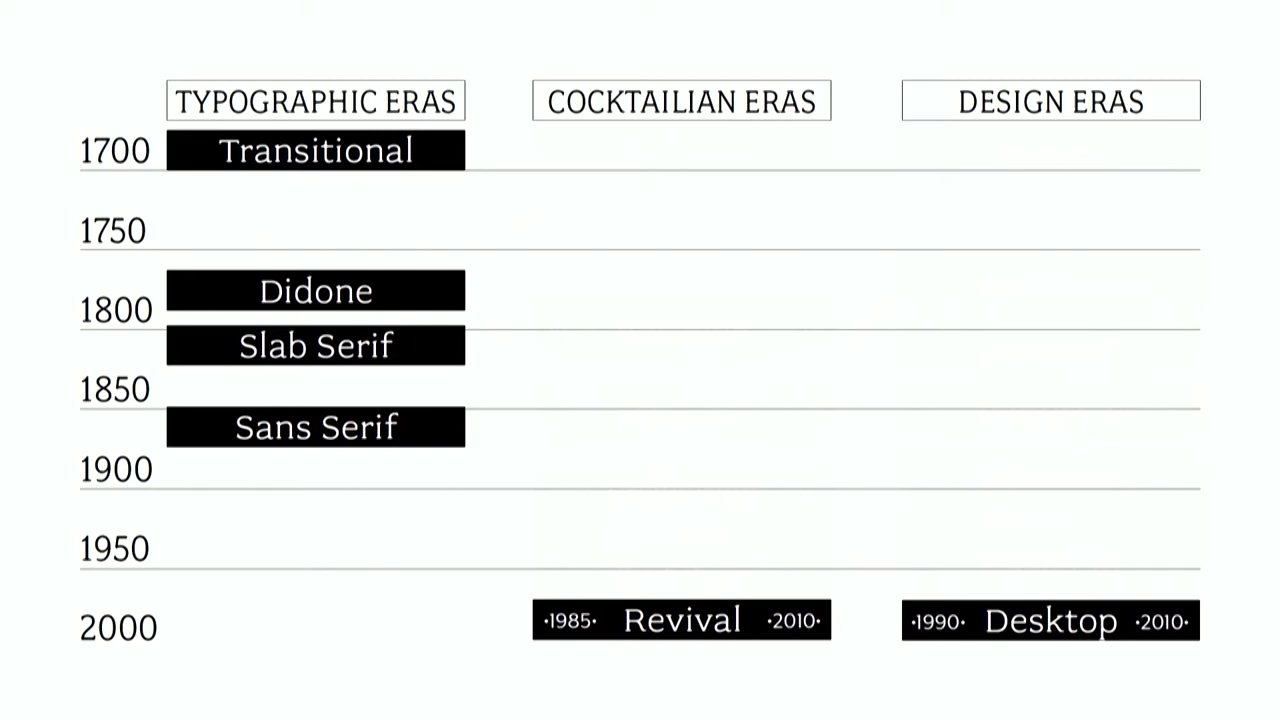 TYPOGRAPHIC ERAS
COCKTAILIAN ERAS
DESIGN ERAS
1700
Transitional
1750
Didone
1800
Slab Serif
1850
Sans Serif
1900
1950
2000
·1985· Revival ·2010·
·1990· Desktop ·2010·